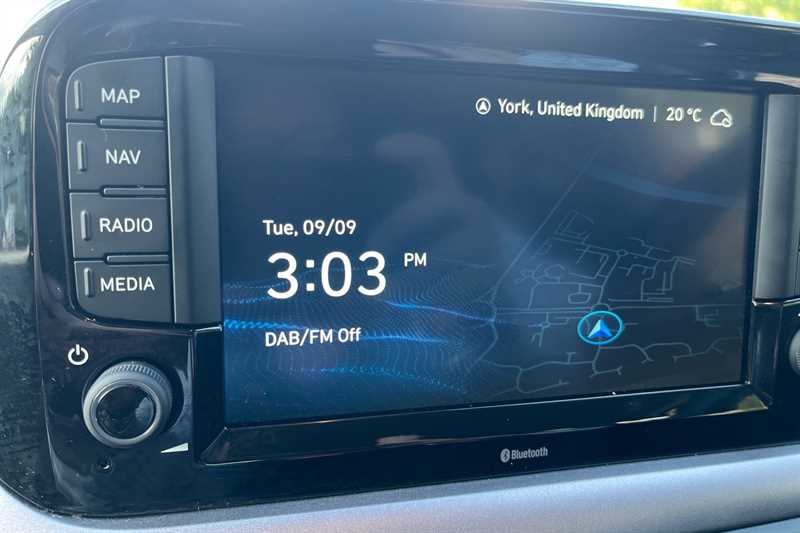 MAP
NAV
RADIO
MEDIA
York, United Kingdom | 20 °C
Tue, 09/09
3:03 PM
DAB/FM Off
Bluetooth